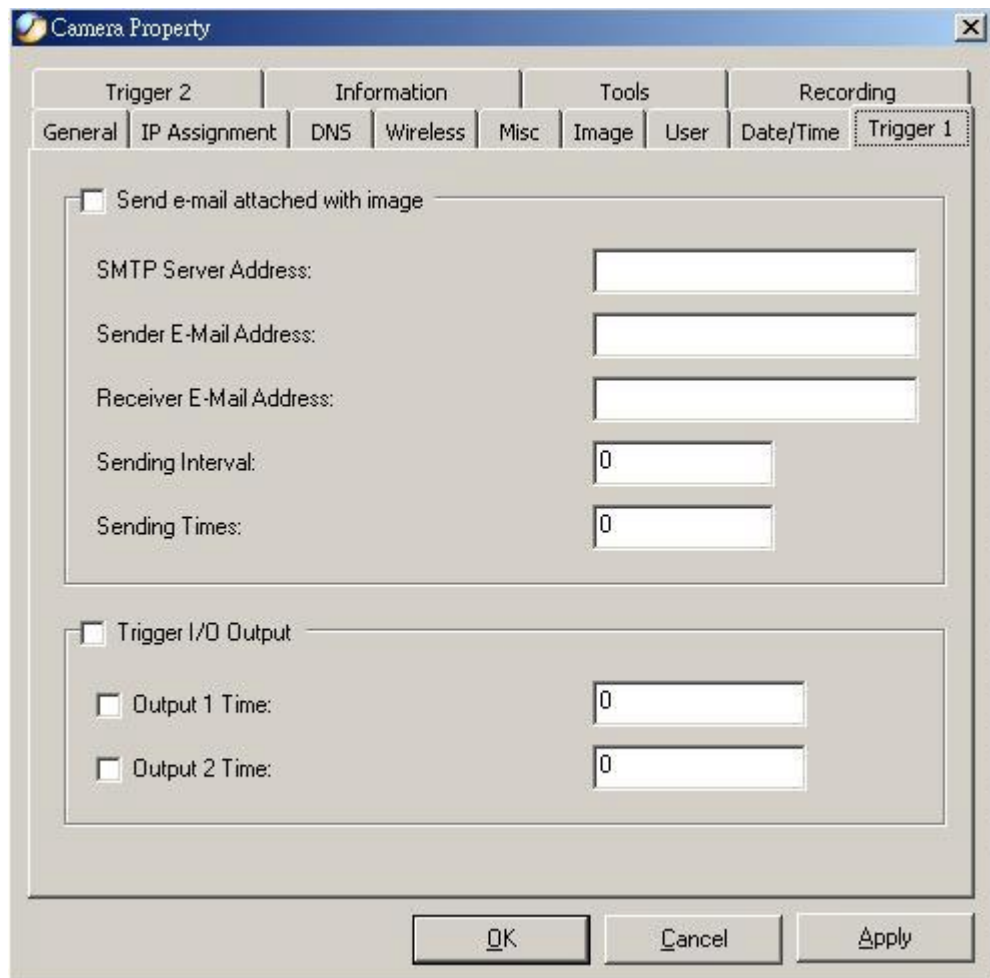 Camera Property
Trigger 2 Information Tools Recording
General IP Assignment DNS Wireless Misc Image User Date/Time Trigger 1
Send e-mail attached with image
SMTP Server Address:
Sender E-Mail Address:
Receiver E-Mail Address:
Sending Interval: 0
Sending Times: 0
Trigger I/O Output
Output 1 Time: 0
Output 2 Time: 0
OK Cancel Apply